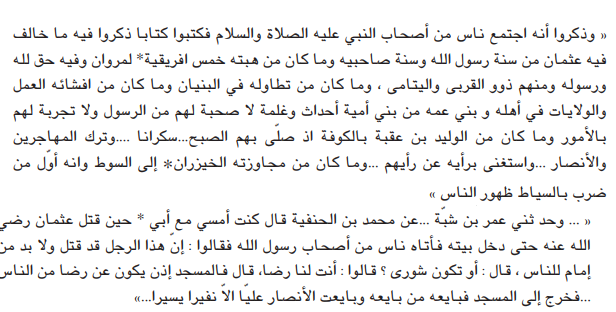 « وذكروا أنه اجتمع ناس من أصحاب النبي عليه الصلاة والسلام فكتبوا كتابا ذكروا فيه ما خالف
فيه عثمان من سنة رسول الله وسنة صاحبيه وما كان من هبته خمس افريقية* لمروان وفيه حق لله
ورسوله ومنهم ذوو القربى واليتامى ، وما كان من تطاوله في البنيان وما كان من افشائه العمل
والولايات في أهله و بني عمه من بني أمية أحداث وغلمة لا صحبة لهم من الرسول ولا تجربة لهم
بالأمور وما كان من الوليد بن عقبة بالكوفة اذ صلّى بهم الصبح...سكرانا ....وترك المهاجرين
والأنصار ...واستغنى برأيه عن رأيهم ...وما كان من مجاوزته الخيزران* إلى السوط وانه أول من
ضرب بالسياط ظهور الناس »
« ... وحد ثني عمر بن شبّة ...عن محمد بن الحنفية قال كنت أمسي مع أبي * حين قتل عثمان رضي
الله عنه حتى دخل بيته فأتاه ناس من أصحاب رسول الله فقالوا : إنّ هذا الرجل قد قتل ولا بد من
إمام للناس ، قال : أو تكون شورى ؟ قالوا : أنت لنا رضا، قال فالمسجد إذن يكون عن رضا من الناس
...فخرج إلى المسجد فبايعه من بايعه وبايعت الأنصار عليّا الاّ نفيرا يسيرا...»